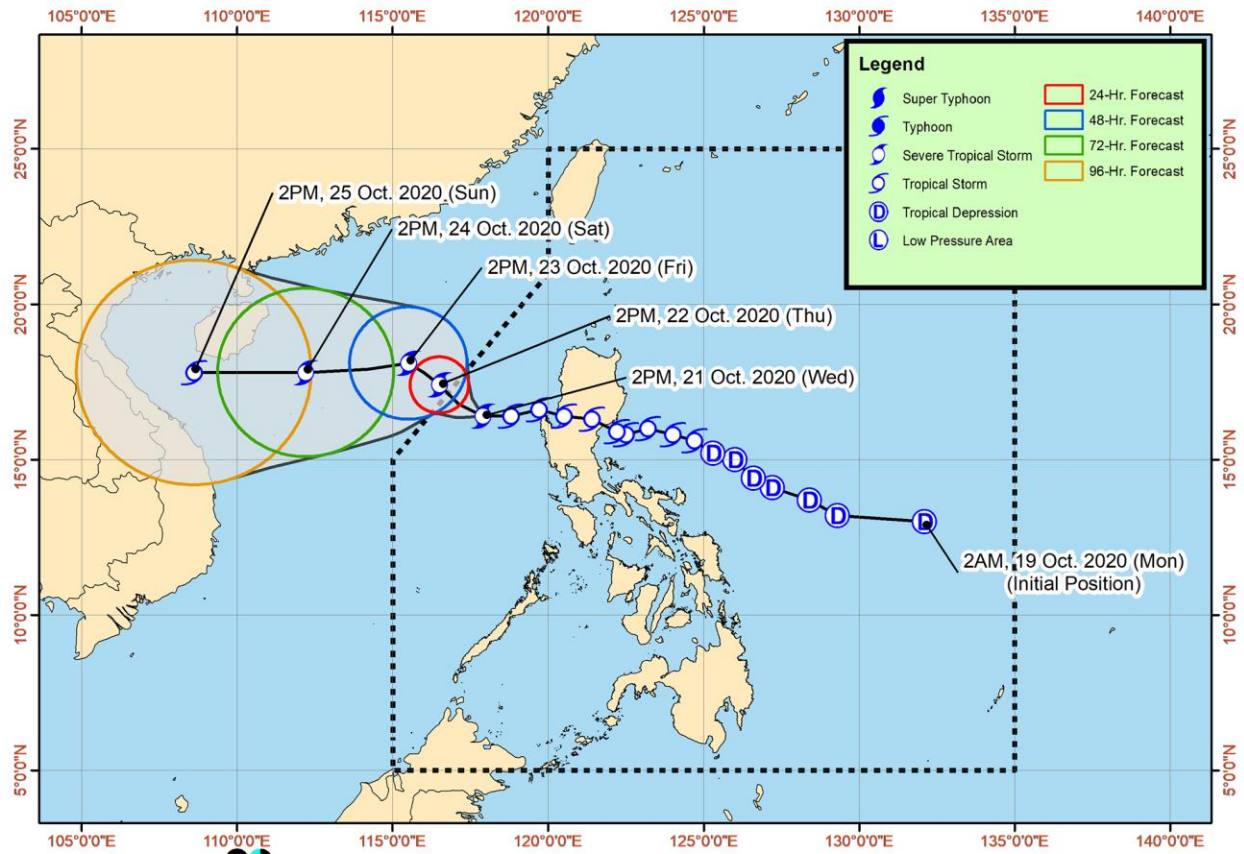 105°0'0"E 110°0'0"E 115°0'0"E 120°0'0"E 125°0'0"E 130°0'0"E 135°0'0"E 140°0'0"E
Legend
Super Typhoon
Typhoon
Severe Tropical Storm
Tropical Storm
D Tropical Depression
L Low Pressure Area
24-Hr. Forecast
48-Hr. Forecast
72-Hr. Forecast
96-Hr. Forecast
25°0'0"N 25°0'0"N
2PM, 25 Oct. 2020 (Sun)
2PM, 24 Oct. 2020 (Sat)
2PM, 23 Oct. 2020 (Fri)
20°0'0"N 20°0'0"N
2PM, 22 Oct. 2020 (Thu)
2PM, 21 Oct. 2020 (Wed)
15°0'0"N 15°0'0"N
D D D D D D D
2AM, 19 Oct. 2020 (Mon)
(Initial Position)
10°0'0"N 10°0'0"N
5°0'0"N 5°0'0"N
105°0'0"E 110°0'0"E 115°0'0"E 120°0'0"E 125°0'0"E 130°0'0"E 135°0'0"E 140°0'0"E